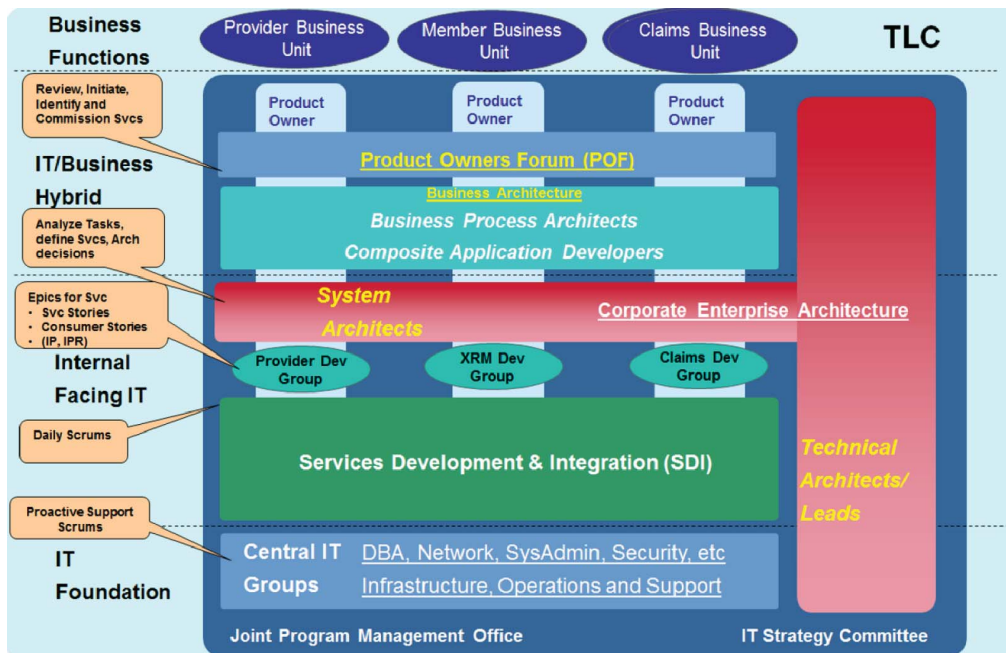 Business
Functions
Provider Business
Unit
Member Business
Unit
Claims Business
Unit
TLC
Review, Initiate,
Identify and
Commission Svcs
Product
Owner
Product
Owner
Product
Owner
Product Owners Forum (POF)
IT/Business
Hybrid
Business Architecture
Business Process Architects
Composite Application Developers
Analyze Tasks,
define Svcs, Arch
decisions
System
Architects
Corporate Enterprise Architecture
Epics for Svc
• Svc Stories
• Consumer Stories
• (IP, IPR)
Internal
Facing IT
Provider Dev
Group
XRM Dev
Group
Claims Dev
Group
Daily Scrums
Services Development & Integration (SDI)
Technical
Architects/
Leads
Proactive Support
Scrums
IT
Foundation
Central IT
Groups
DBA, Network, SysAdmin, Security, etc
Infrastructure, Operations and Support
Joint Program Management Office
IT Strategy Committee